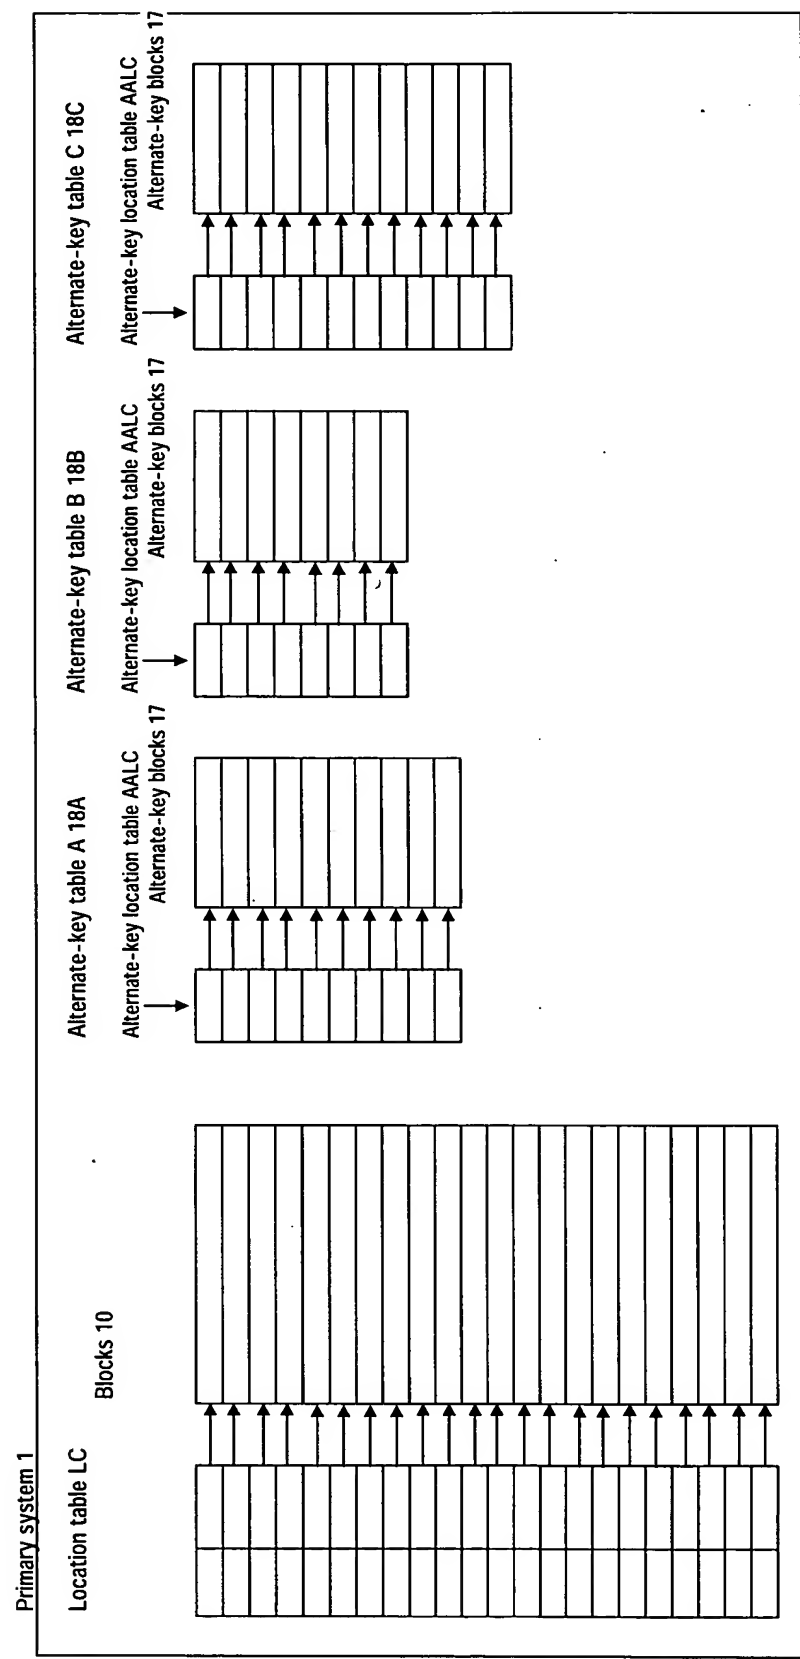 Primary system 1
Location table LC
Blocks 10
Alternate-key table A 18A
Alternate-key location table AALC
Alternate-key blocks 17
Alternate-key table B 18B
Alternate-key location table AALC
Alternate-key blocks 17
Alternate-key table C 18C
Alternate-key location table AALC
Alternate-key blocks 17